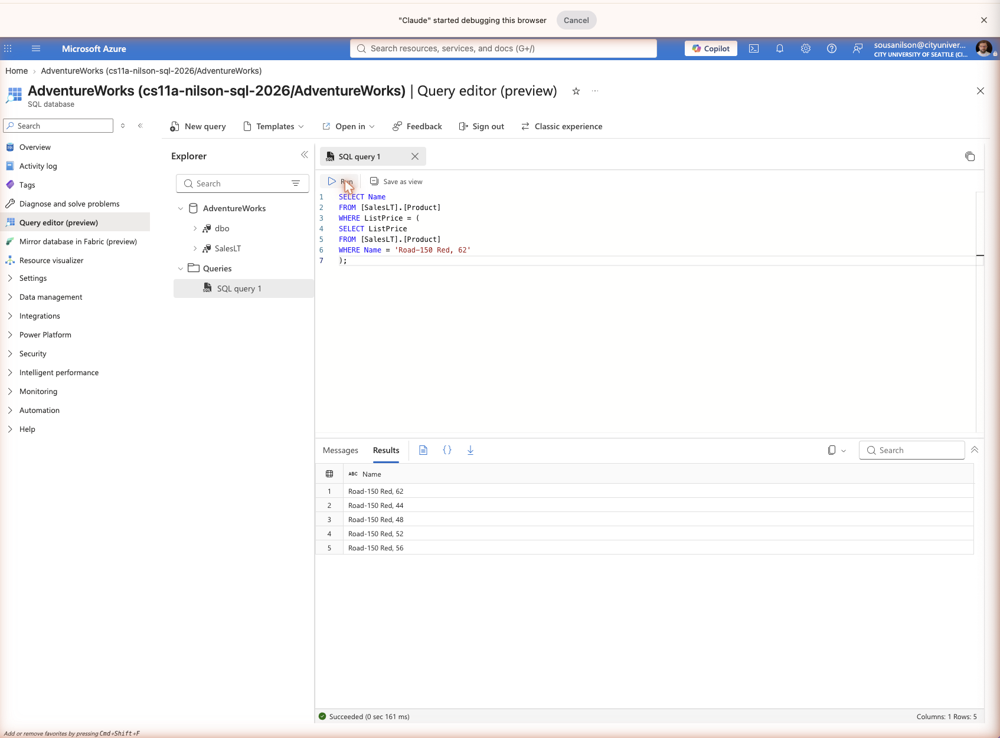 "Claude" started debugging this browser
Cancel
Microsoft Azure
Search resources, services, and docs (G+/)
Copilot
sousanilson@cityuniver...
CITY UNIVERSITY OF SEATTLE (CI...
Home > AdventureWorks (cs11a-nilson-sql-2026/AdventureWorks)
AdventureWorks (cs11a-nilson-sql-2026/AdventureWorks) | Query editor (preview)
SQL database
Search
Overview
Activity log
Tags
Diagnose and solve problems
Query editor (preview)
Mirror database in Fabric (preview)
Resource visualizer
Settings
Data management
Integrations
Power Platform
Security
Intelligent performance
Monitoring
Automation
Help
New query
Templates
Open in
Feedback
Sign out
Classic experience
Explorer
Search
AdventureWorks
dbo
SalesLT
Queries
SQL query 1
SQL query 1
Run
Save as view
1 SELECT Name
2 FROM [SalesLT].[Product]
3 WHERE ListPrice = (
4 SELECT ListPrice
5 FROM [SalesLT].[Product]
6 WHERE Name = 'Road-150 Red, 62'
7 );
Messages
Results
Search
ABC Name
1 Road-150 Red, 62
2 Road-150 Red, 44
3 Road-150 Red, 48
4 Road-150 Red, 52
5 Road-150 Red, 56
Succeeded (0 sec 161 ms)
Columns: 1 Rows: 5
Add or remove favorites by pressing Cmd+Shift+F